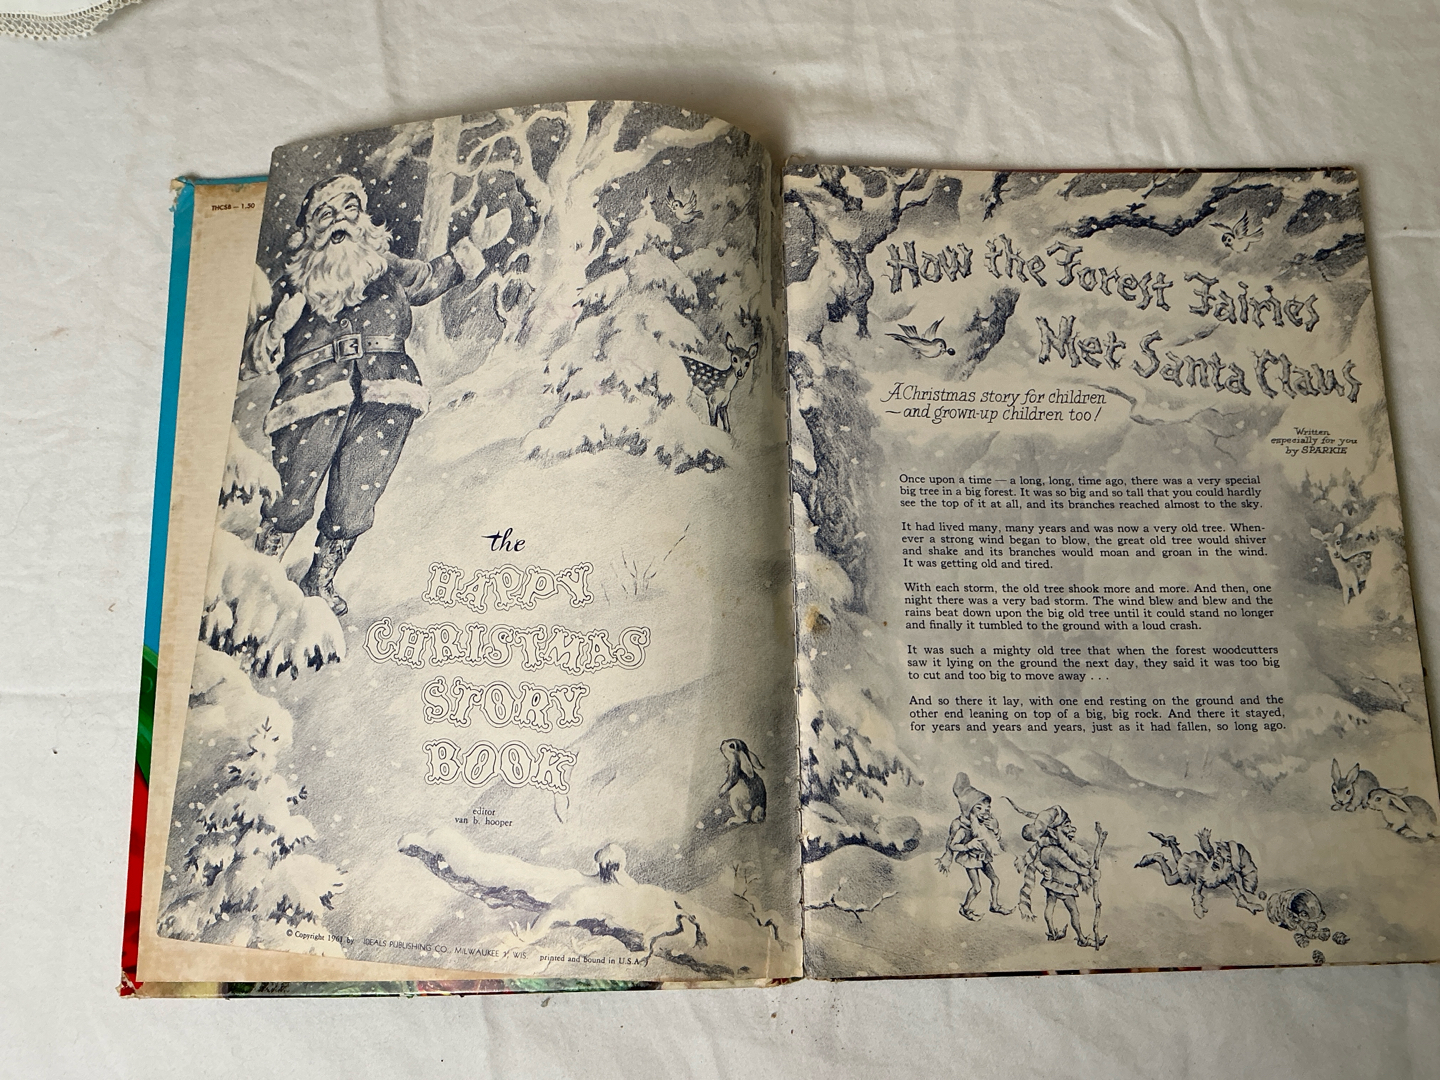 THCSB — 1.50
the
HAPPY
CHRISTMAS
STORY
BOOK
editor
van b. hooper
© Copyright 1961 by IDEALS PUBLISHING CO., MILWAUKEE 1, WIS. printed and bound in U.S.A.
How the Forest Fairies
Met Santa Claus
A Christmas story for children
—and grown-up children too!
Written
especially for you
by SPARKIE
Once upon a time — a long, long, time ago, there was a very special
big tree in a big forest. It was so big and so tall that you could hardly
see the top of it at all, and its branches reached almost to the sky.
It had lived many, many years and was now a very old tree. When-
ever a strong wind began to blow, the great old tree would shiver
and shake and its branches would moan and groan in the wind.
It was getting old and tired.
With each storm, the old tree shook more and more. And then, one
night there was a very bad storm. The wind blew and blew and the
rains beat down upon the big old tree until it could stand no longer
and finally it tumbled to the ground with a loud crash.
It was such a mighty old tree that when the forest woodcutters
saw it lying on the ground the next day, they said it was too big
to cut and too big to move away . . .
And so there it lay, with one end resting on the ground and the
other end leaning on top of a big, big rock. And there it stayed,
for years and years and years, just as it had fallen, so long ago.